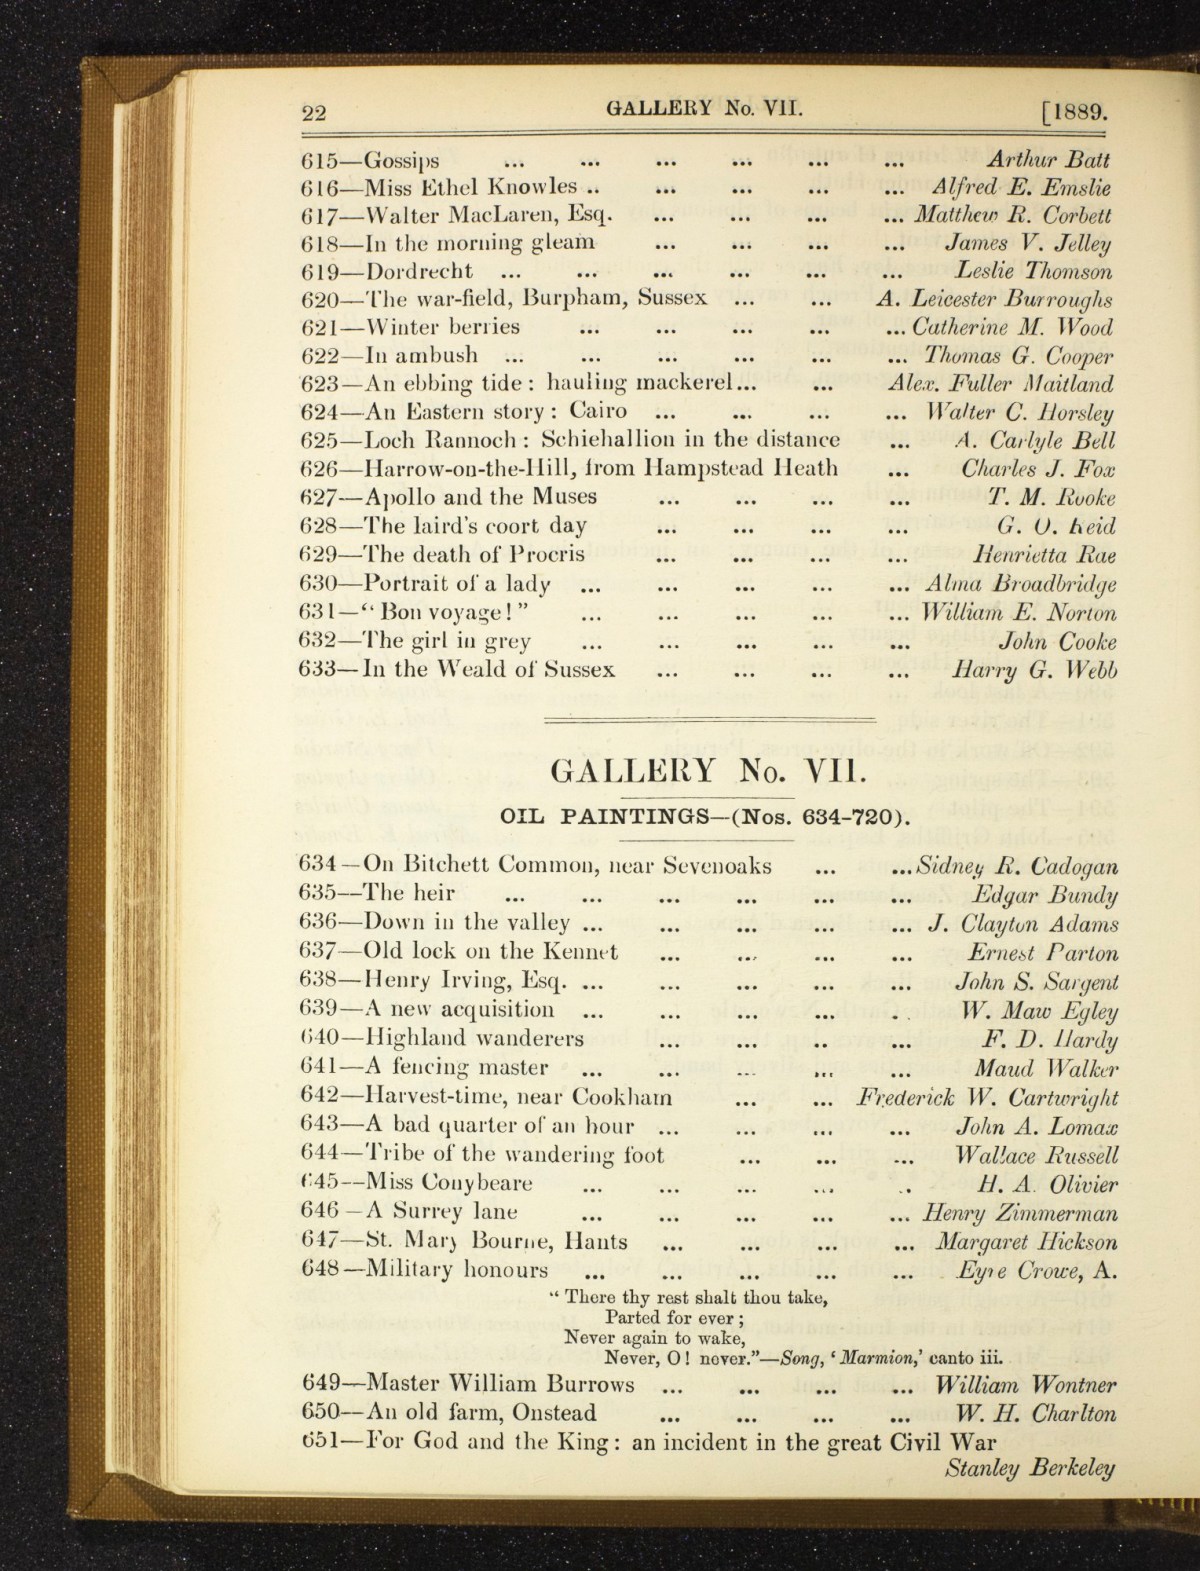 22 GALLERY No. VII. [1889.
615—Gossips ... ... ... ... ... ... Arthur Batt
616—Miss Ethel Knowles .. ... ... ... ... Alfred E. Emslie
617—Walter MacLaren, Esq. ... ... ... ... Matthew R. Corbett
618—In the morning gleam ... ... ... ... James V. Jelley
619—Dordrecht ... ... ... ... ... ... Leslie Thomson
620—The war-field, Burpham, Sussex ... ... A. Leicester Burroughs
621—Winter berries ... ... ... ... ... Catherine M. Wood
622—In ambush ... ... ... ... ... ... Thomas G. Cooper
623—An ebbing tide: hauling mackerel... ... Alex. Fuller Maitland
624—An Eastern story: Cairo ... ... ... ... Walter C. Horsley
625—Loch Rannoch: Schiehallion in the distance ... A. Carlyle Bell
626—Harrow-on-the-Hill, from Hampstead Heath ... Charles J. Fox
627—Apollo and the Muses ... ... ... ... T. M. Rooke
628—The laird's coort day ... ... ... ... G. O. Reid
629—The death of Procris ... ... ... ... Henrietta Rae
630—Portrait of a lady ... ... ... ... ... Alma Broadbridge
631—"Bon voyage!" ... ... ... ... ... William E. Norton
632—The girl in grey ... ... ... ... ... John Cooke
633—In the Weald of Sussex ... ... ... ... Harry G. Webb
GALLERY No. VII.
OIL PAINTINGS—(Nos. 634-720).
634—On Bitchett Common, near Sevenoaks ... ... Sidney R. Cadogan
635—The heir ... ... ... ... ... ... Edgar Bundy
636—Down in the valley ... ... ... ... ... J. Clayton Adams
637—Old lock on the Kennet ... ... ... ... Ernest Parton
638—Henry Irving, Esq. ... ... ... ... ... John S. Sargent
639—A new acquisition ... ... ... ... .. W. Maw Egley
640—Highland wanderers ... ... .. ... F. D. Hardy
641—A fencing master ... ... ... ... ... Maud Walker
642—Harvest-time, near Cookham ... ... Frederick W. Cartwright
643—A bad quarter of an hour ... ... ... ... John A. Lomax
644—Tribe of the wandering foot ... ... ... Wallace Russell
645—Miss Conybeare ... ... ... ... .. H. A. Olivier
646—A Surrey lane ... ... ... ... ... Henry Zimmerman
647—St. Mary Bourne, Hants ... ... ... ... Margaret Hickson
648—Military honours ... ... ... ... ... Eyre Crowe, A.
"There thy rest shalt thou take,
Parted for ever;
Never again to wake,
Never, O! never."—Song, 'Marmion,' canto iii.
649—Master William Burrows ... ... ... ... William Wontner
650—An old farm, Onstead ... ... ... ... W. H. Charlton
651—For God and the King: an incident in the great Civil War
Stanley Berkeley